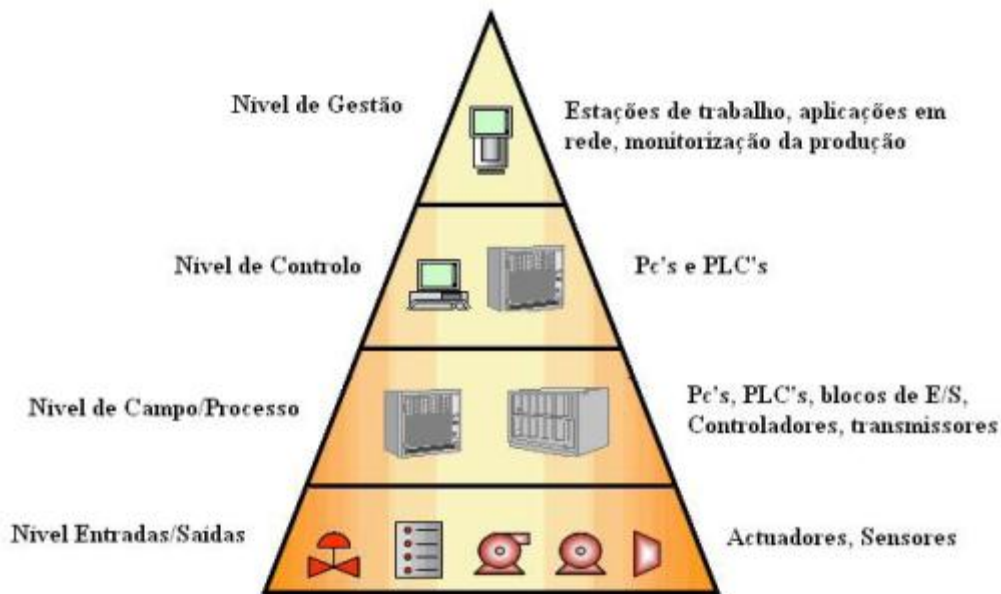 Nível de Gestão
Estações de trabalho, aplicações em
rede, monitorização da produção
Nível de Controlo
Pc's e PLC's
Nível de Campo/Processo
Pc's, PLC's, blocos de E/S,
Controladores, transmissores
Nível Entradas/Saídas
Actuadores, Sensores